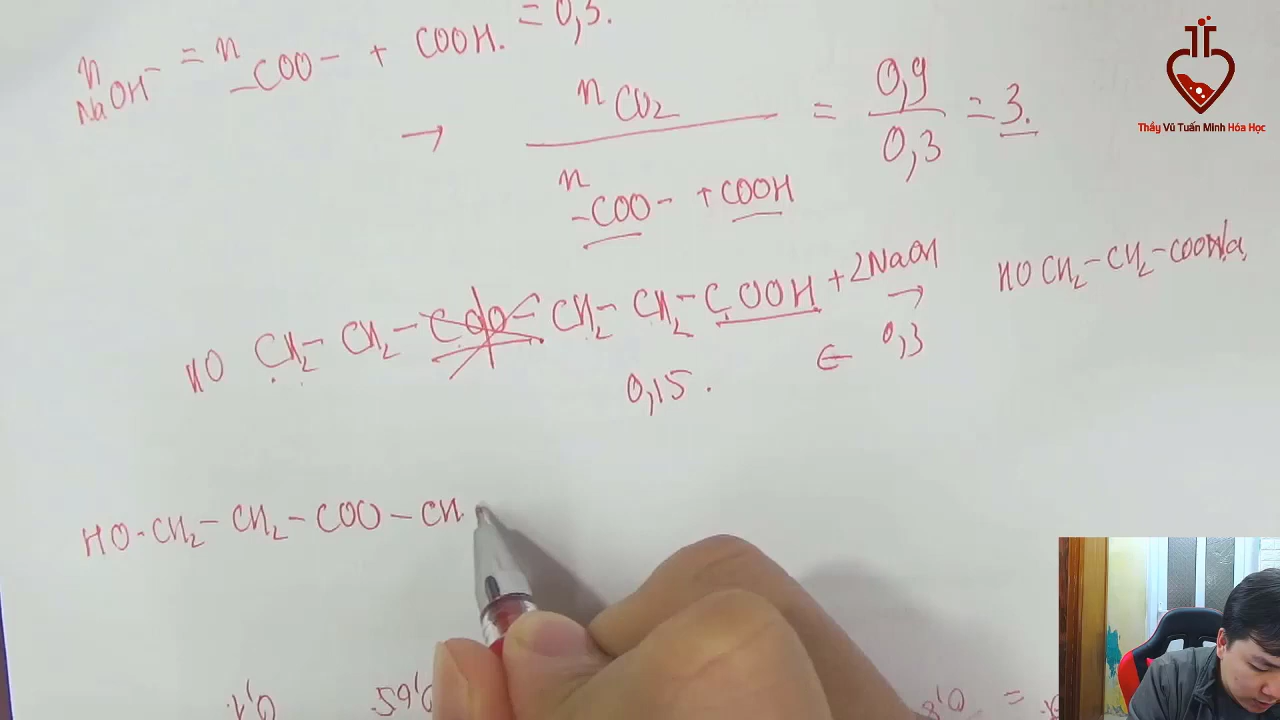 n NaOH = n -COO- + COOH. = 0,3.
→ nCO2 / n -COO- + COOH = 0,9 / 0,3 = 3.
HO CH2 - CH2 - COO - CH2 - CH2 - COOH + 2NaOH → HO CH2 - CH2 - COONa,
0,15. ← 0,3
HO - CH2 - CH2 - COO - CH
Thầy Vũ Tuấn Minh Hóa Học